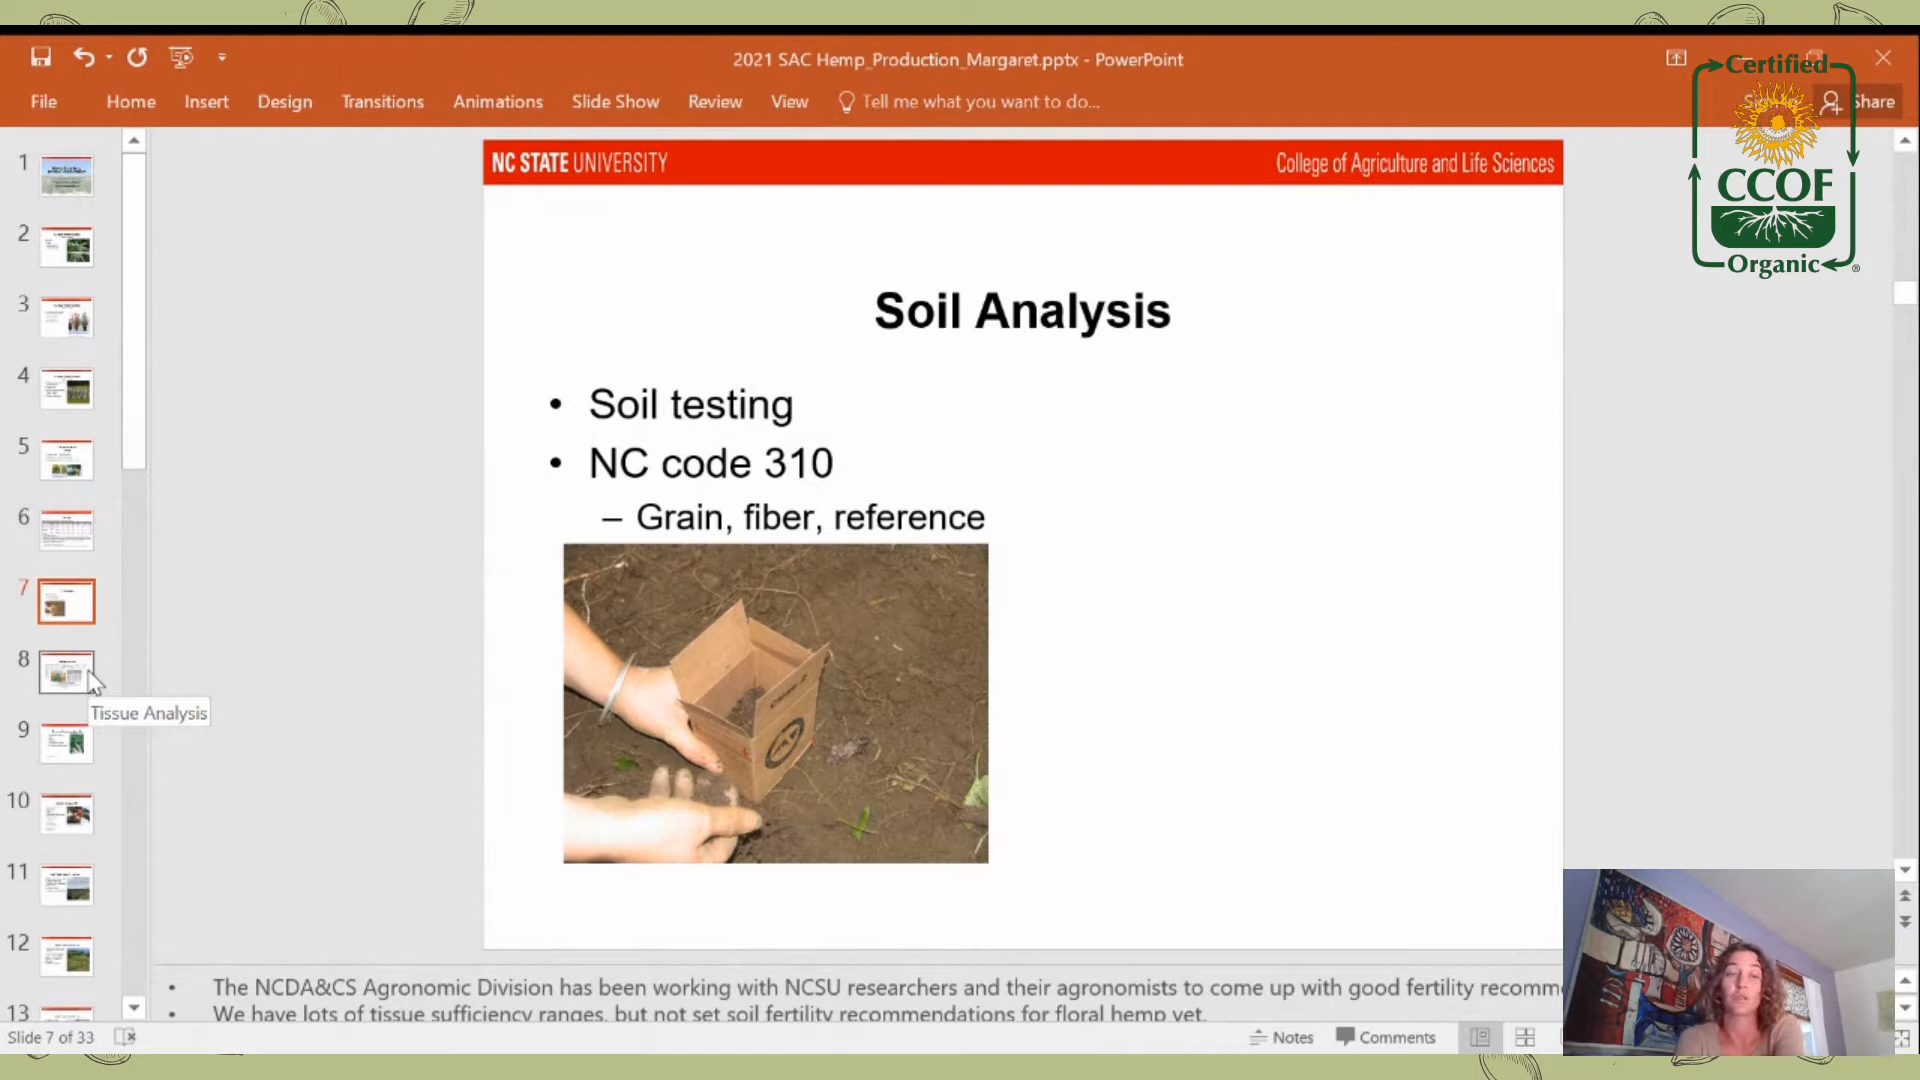 2021 SAC Hemp_Production_Margaret.pptx - PowerPoint
File Home Insert Design Transitions Animations Slide Show Review View Tell me what you want to do... Share
Certified
CCOF
Organic
®
NC STATE UNIVERSITY College of Agriculture and Life Sciences
Soil Analysis
• Soil testing
• NC code 310
– Grain, fiber, reference
1
2
3
4
5
6
7
8
Tissue Analysis
9
10
11
12
13
• The NCDA&CS Agronomic Division has been working with NCSU researchers and their agronomists to come up with good fertility recomm
• We have lots of tissue sufficiency ranges, but not set soil fertility recommendations for floral hemp yet.
Slide 7 of 33 Notes Comments